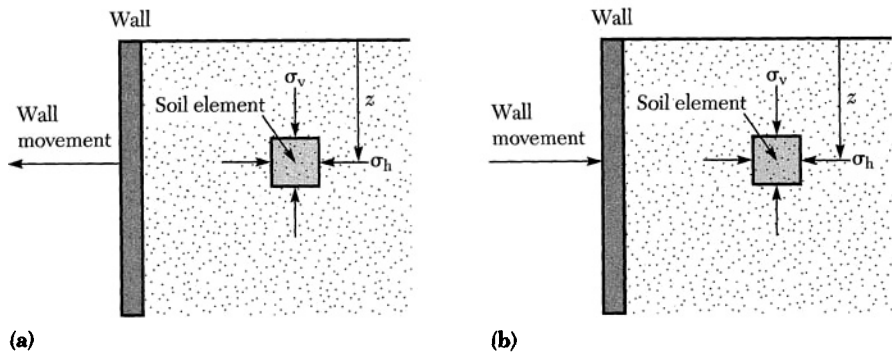 Wall
σv
Soil element
z
Wall
movement
σh
(a)
Wall
σv
Soil element
z
Wall
movement
σh
(b)